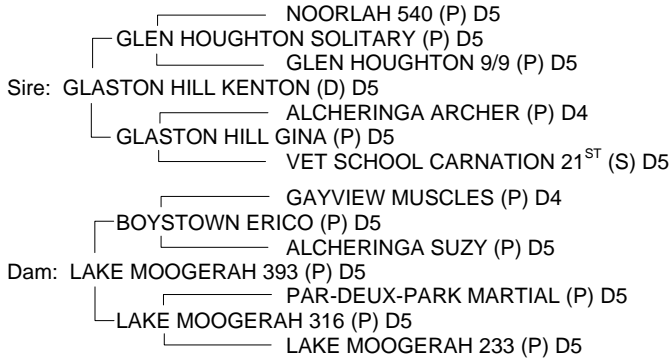 NOORLAH 540 (P) D5
GLEN HOUGHTON SOLITARY (P) D5
GLEN HOUGHTON 9/9 (P) D5
Sire: GLASTON HILL KENTON (D) D5
ALCHERINGA ARCHER (P) D4
GLASTON HILL GINA (P) D5
VET SCHOOL CARNATION 21ST (S) D5
GAYVIEW MUSCLES (P) D4
BOYSTOWN ERICO (P) D5
ALCHERINGA SUZY (P) D5
Dam: LAKE MOOGERAH 393 (P) D5
PAR-DEUX-PARK MARTIAL (P) D5
LAKE MOOGERAH 316 (P) D5
LAKE MOOGERAH 233 (P) D5